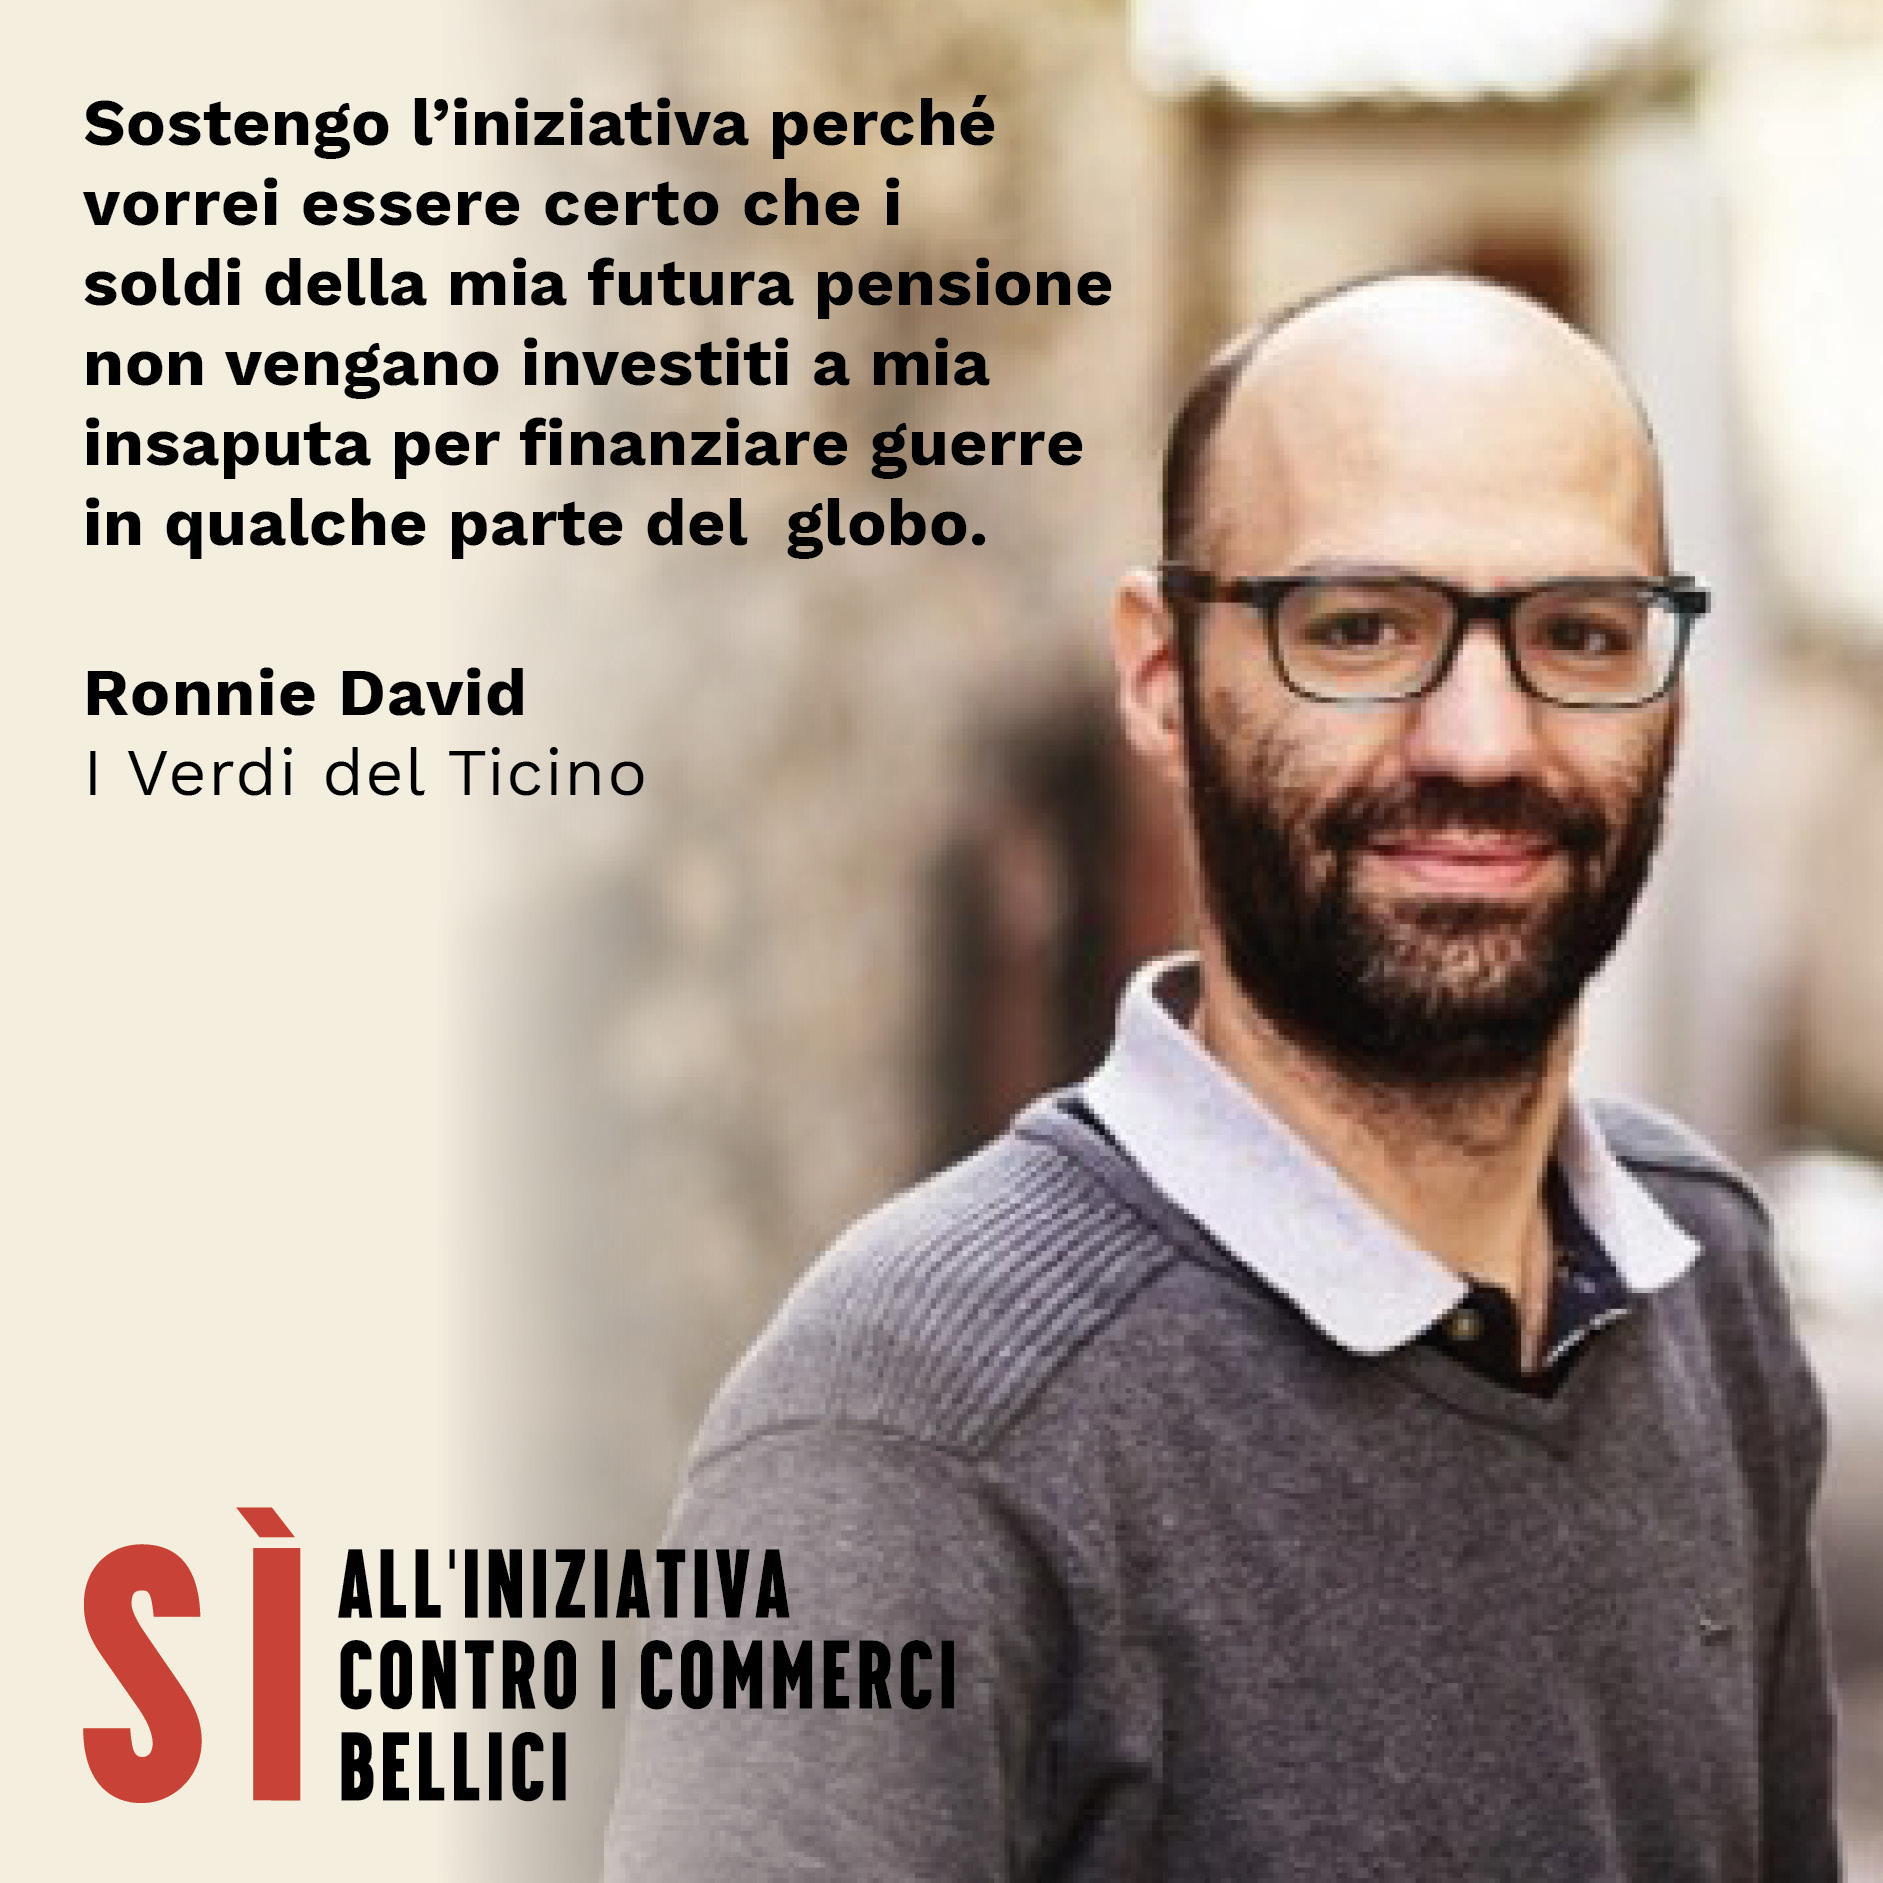 Sostengo l’iniziativa perché
vorrei essere certo che i
soldi della mia futura pensione
non vengano investiti a mia
insaputa per finanziare guerre
in qualche parte del  globo.
Ronnie David
I Verdi del Ticino
SÌ
ALL'INIZIATIVA
CONTRO I COMMERCI
BELLICI